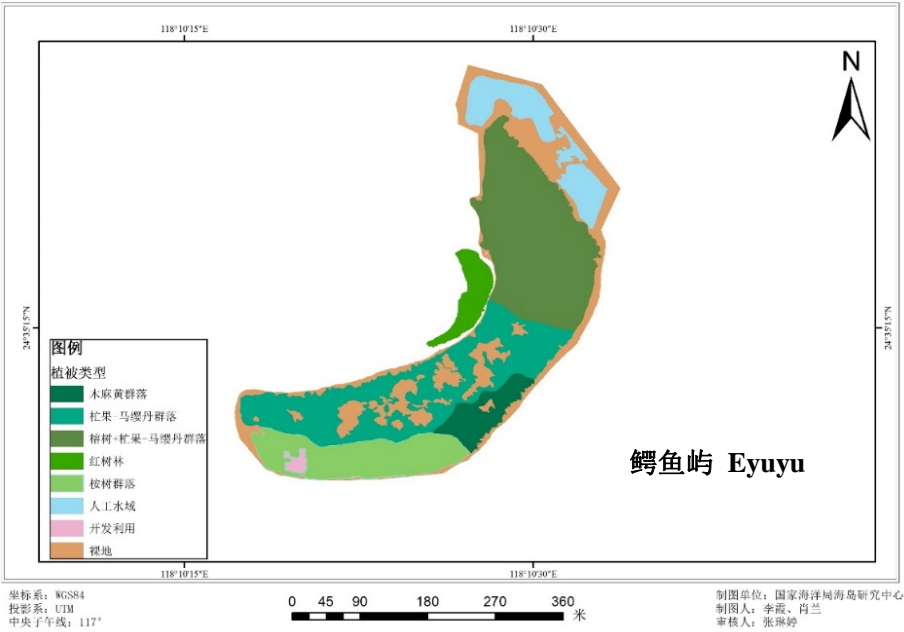 118°10′15″E
118°10′30″E
N
24°35′15″N
24°35′15″N
图例
植被类型
木麻黄群落
杧果-马缨丹群落
榕树+杧果-马缨丹群落
红树林
桉树群落
人工水域
开发利用
裸地
鳄鱼屿 Eyuyu
118°10′15″E
118°10′30″E
坐标系：WGS84
投影系：UTM
中央子午线：117°
0 45 90 180 270 360
米
制图单位：国家海洋局海岛研究中心
制图人：李霞、肖兰
审核人：张琳婷